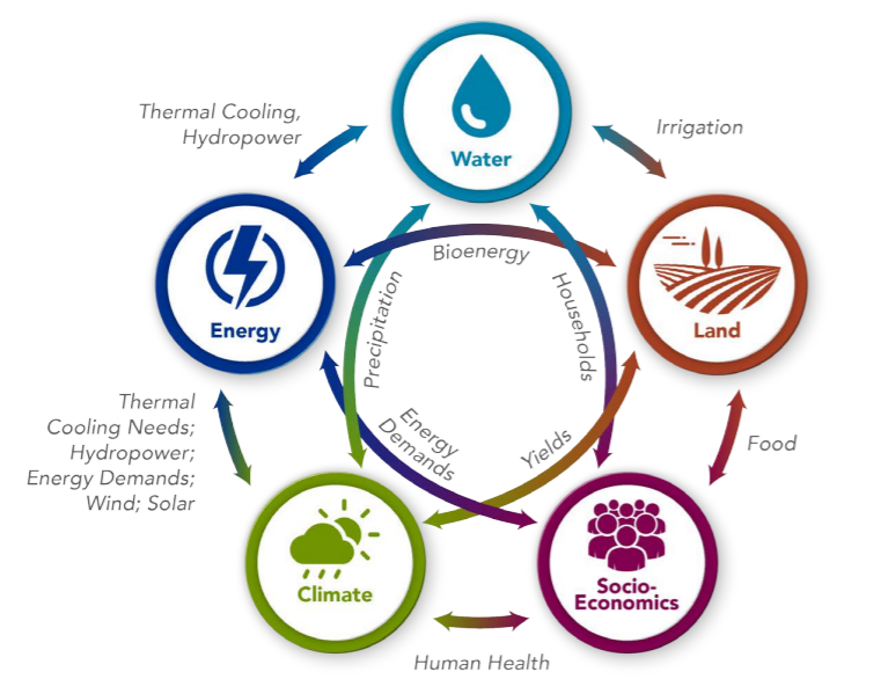 Thermal Cooling,
Hydropower
Water
Irrigation
Energy
Bioenergy
Land
Precipitation
Households
Thermal
Cooling Needs;
Hydropower;
Energy Demands;
Wind; Solar
Energy
Demands
Yields
Food
Climate
Socio-
Economics
Human Health